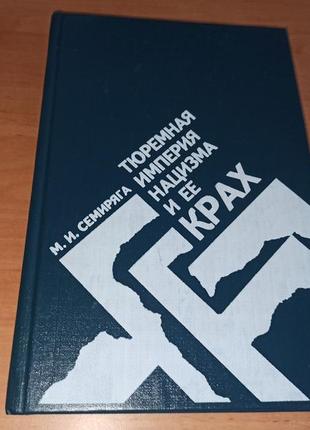 М. И. СЕМИРЯГА
ТЮРЕМНАЯ
ИМПЕРИЯ
НАЦИЗМА
И ЕЕ
КРАХ